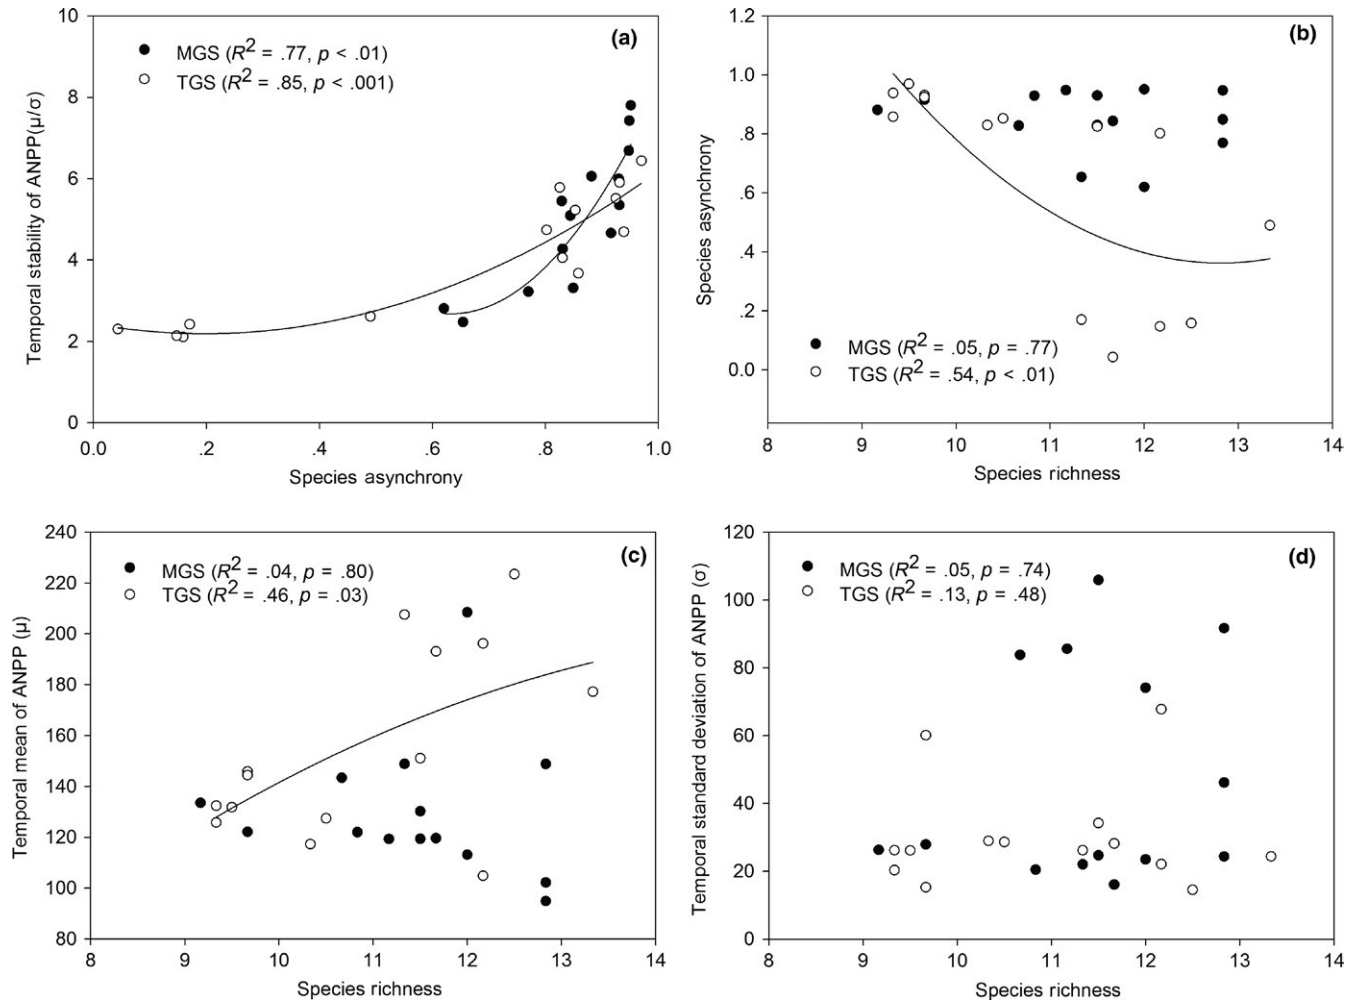 (a)
MGS (R2 = .77, p < .01)
TGS (R2 = .85, p < .001)
Temporal stability of ANPP(μ/σ)
10
8
6
4
2
0
0.0 .2 .4 .6 .8 1.0
Species asynchrony
(b)
Species asynchrony
1.2
1.0
.8
.6
.4
.2
0.0
MGS (R2 = .05, p = .77)
TGS (R2 = .54, p < .01)
8 9 10 11 12 13 14
Species richness
(c)
MGS (R2 = .04, p = .80)
TGS (R2 = .46, p = .03)
Temporal mean of ANPP (μ)
240
220
200
180
160
140
120
100
80
8 9 10 11 12 13 14
Species richness
(d)
MGS (R2 = .05, p = .74)
TGS (R2 = .13, p = .48)
Temporal standard deviation of ANPP (σ)
120
100
80
60
40
20
0
8 9 10 11 12 13 14
Species richness